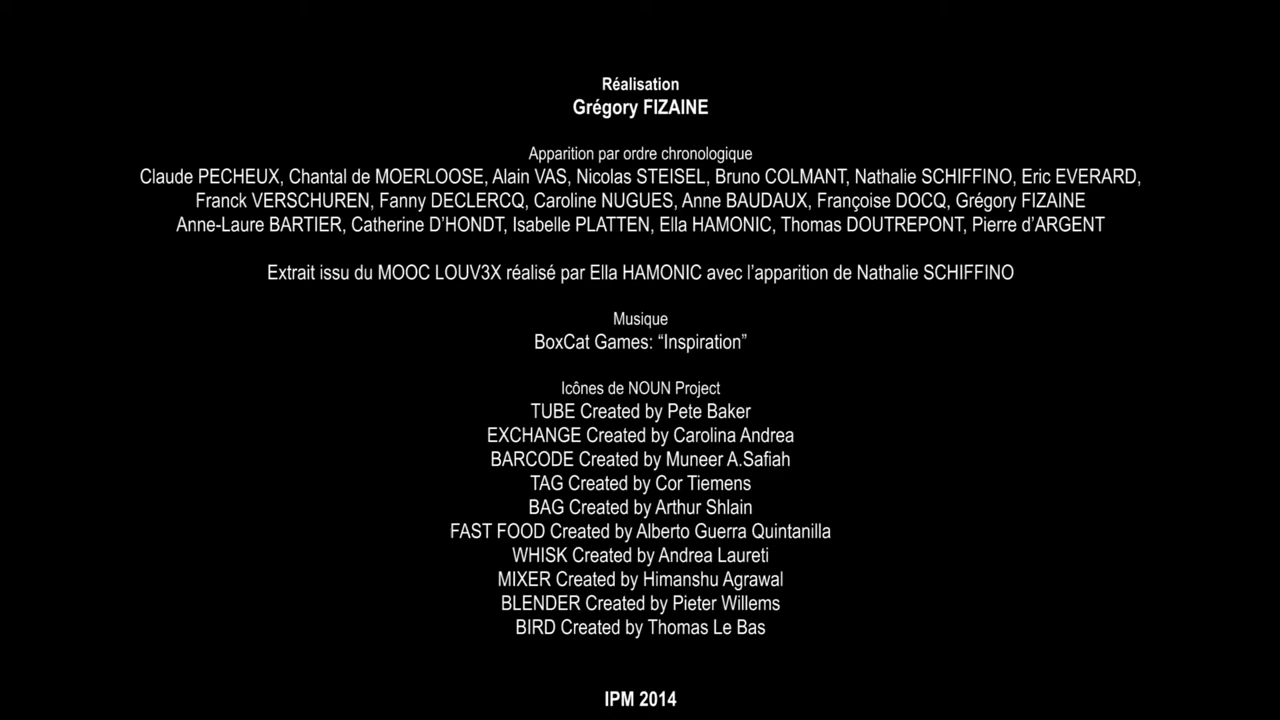 Réalisation
Grégory FIZAINE
Apparition par ordre chronologique
Claude PECHEUX, Chantal de MOERLOOSE, Alain VAS, Nicolas STEISEL, Bruno COLMANT, Nathalie SCHIFFINO, Eric EVERARD,
Franck VERSCHUREN, Fanny DECLERCQ, Caroline NUGUES, Anne BAUDAUX, Françoise DOCQ, Grégory FIZAINE
Anne-Laure BARTIER, Catherine D’HONDT, Isabelle PLATTEN, Ella HAMONIC, Thomas DOUTREPONT, Pierre d’ARGENT
Extrait issu du MOOC LOUV3X réalisé par Ella HAMONIC avec l’apparition de Nathalie SCHIFFINO
Musique
BoxCat Games: “Inspiration”
Icônes de NOUN Project
TUBE Created by Pete Baker
EXCHANGE Created by Carolina Andrea
BARCODE Created by Muneer A.Safiah
TAG Created by Cor Tiemens
BAG Created by Arthur Shlain
FAST FOOD Created by Alberto Guerra Quintanilla
WHISK Created by Andrea Laureti
MIXER Created by Himanshu Agrawal
BLENDER Created by Pieter Willems
BIRD Created by Thomas Le Bas
IPM 2014